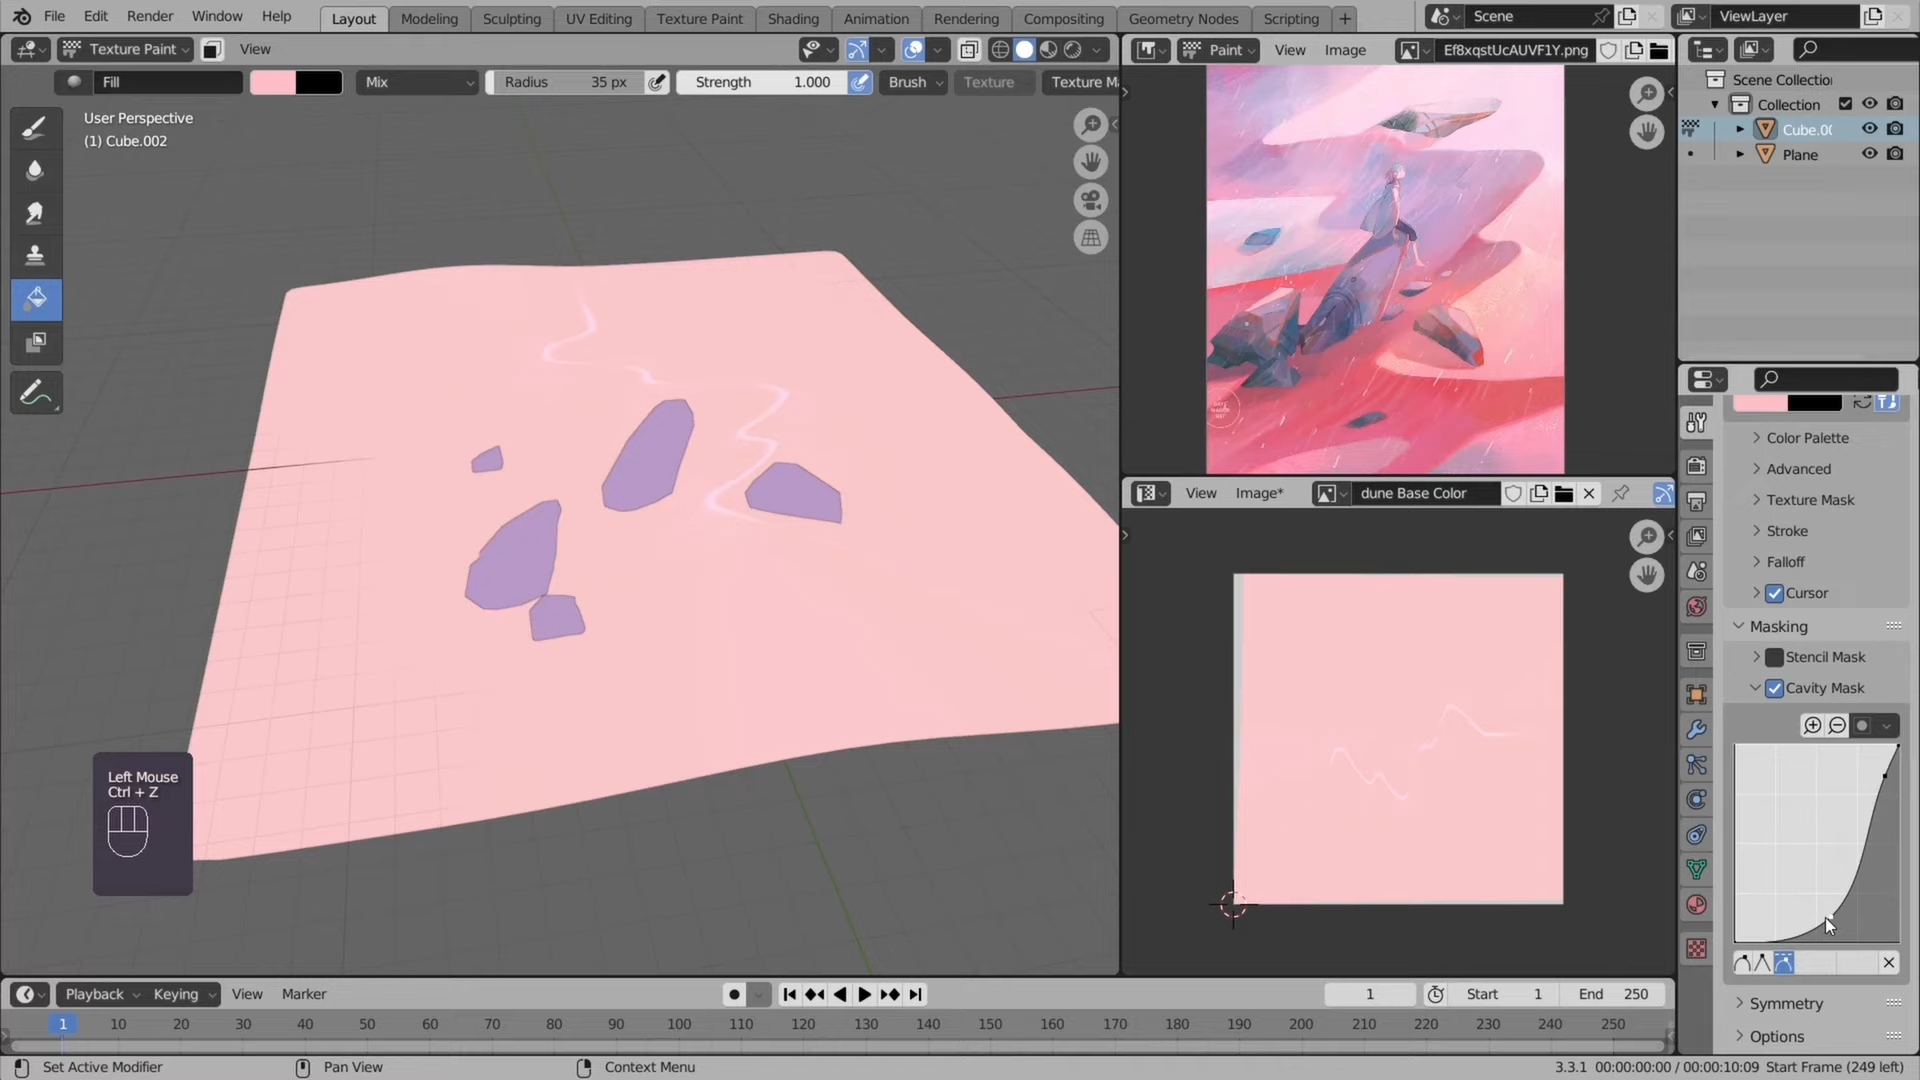 File Edit Render Window Help Layout Modeling Sculpting UV Editing Texture Paint Shading Animation Rendering Compositing Geometry Nodes Scripting + Scene ViewLayer
Texture Paint View Paint View Image Ef8xqstUcAUVF1Y.png
Fill Mix Radius 35 px Strength 1.000 Brush Texture Texture M
Scene Collectio
Collection
Cube.00
Plane
User Perspective
(1) Cube.002
View Image* dune Base Color
Color Palette
Advanced
Texture Mask
Stroke
Falloff
Cursor
Masking
Stencil Mask
Cavity Mask
Symmetry
Options
Left Mouse
Ctrl + Z
Playback Keying View Marker 1 Start 1 End 250
1 10 20 30 40 50 60 70 80 90 100 110 120 130 140 150 160 170 180 190 200 210 220 230 240 250
Set Active Modifier Pan View Context Menu 3.3.1 00:00:00:00 / 00:00:10:09 Start Frame (249 left)